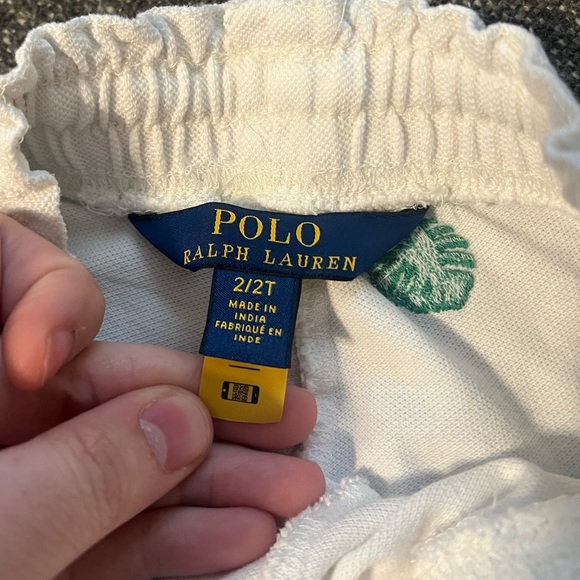 POLO
RALPH LAUREN
2/2T
MADE IN
INDIA
FABRIQUÉ EN
INDE